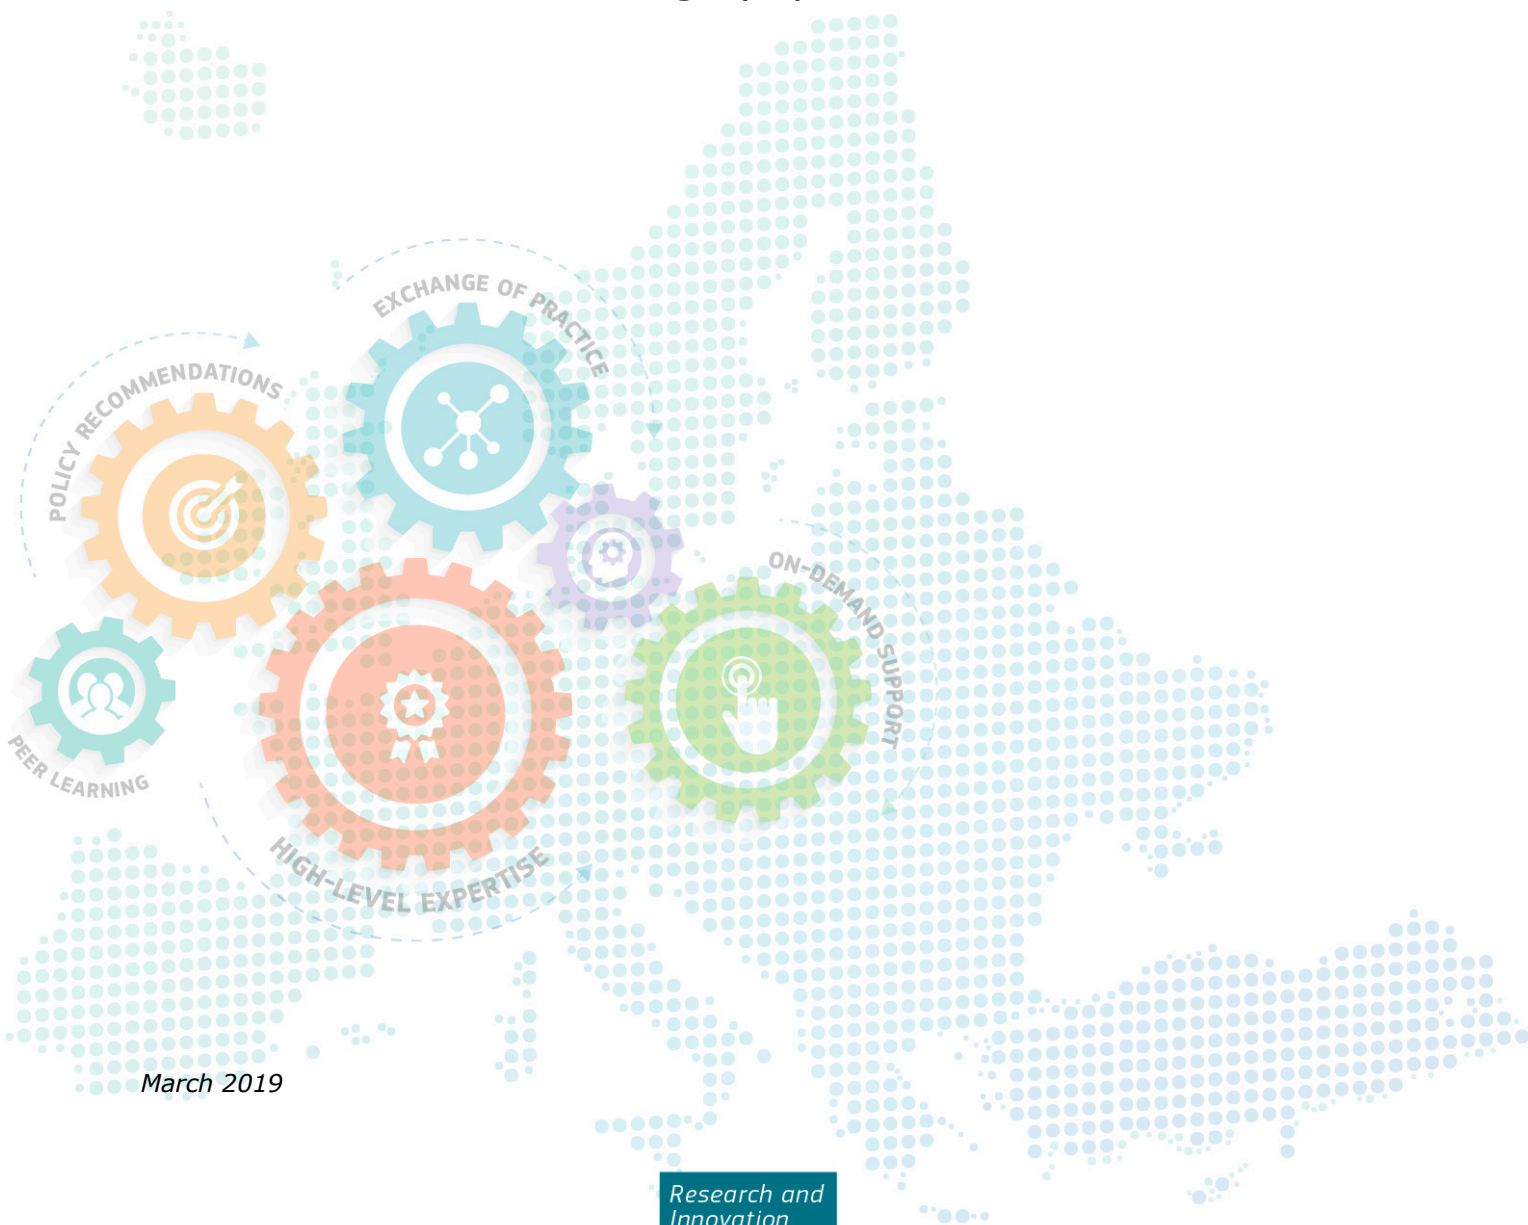 EXCHANGE OF PRACTICE
POLICY RECOMMENDATIONS
ON-DEMAND SUPPORT
PEER LEARNING
HIGH-LEVEL EXPERTISE
March 2019
Research and
Innovation